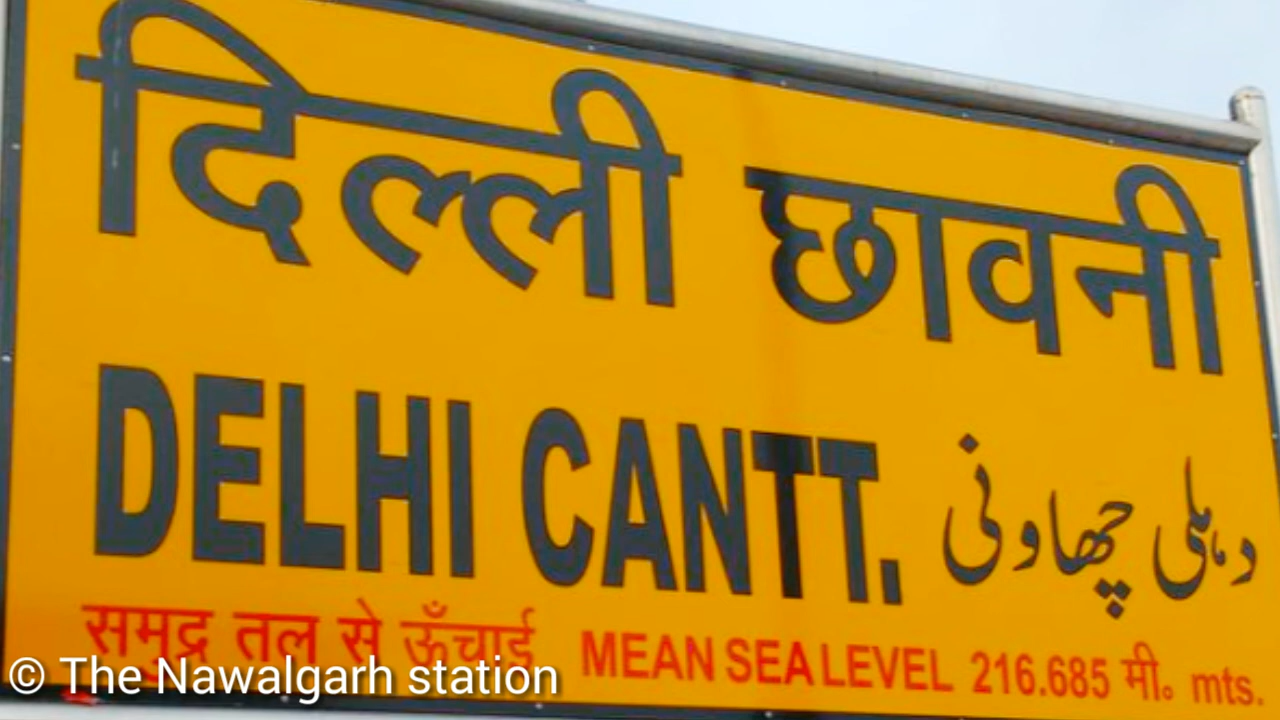 दिल्ली छावनी
DELHI CANTT. دہلی چھاونی
समुद्र तल से ऊँचाई MEAN SEA LEVEL 216.685 मी॰ mts.
© The Nawalgarh station